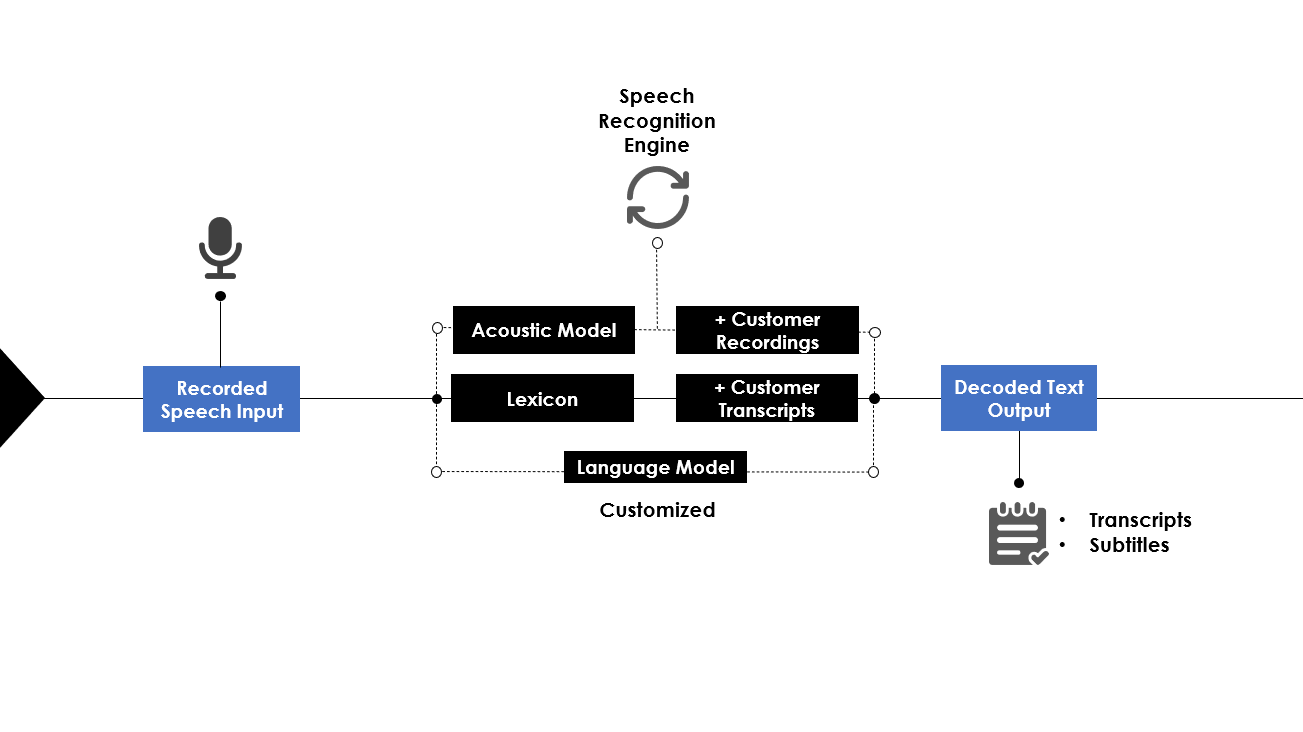 Speech
Recognition
Engine
Acoustic Model
+ Customer
Recordings
Recorded
Speech Input
Lexicon
+ Customer
Transcripts
Decoded Text
Output
Language Model
Customized
• Transcripts
• Subtitles